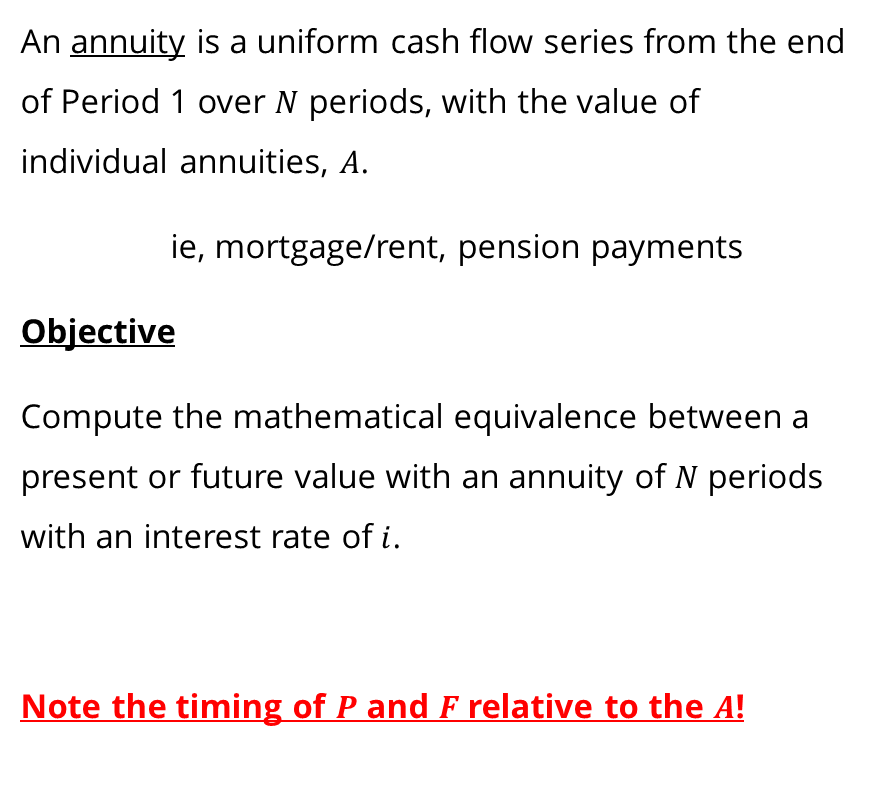 An annuity is a uniform cash flow series from the end
of Period 1 over N periods, with the value of
individual annuities, A.
ie, mortgage/rent, pension payments
Objective
Compute the mathematical equivalence between a
present or future value with an annuity of N periods
with an interest rate of i.
Note the timing of P and F relative to the A!